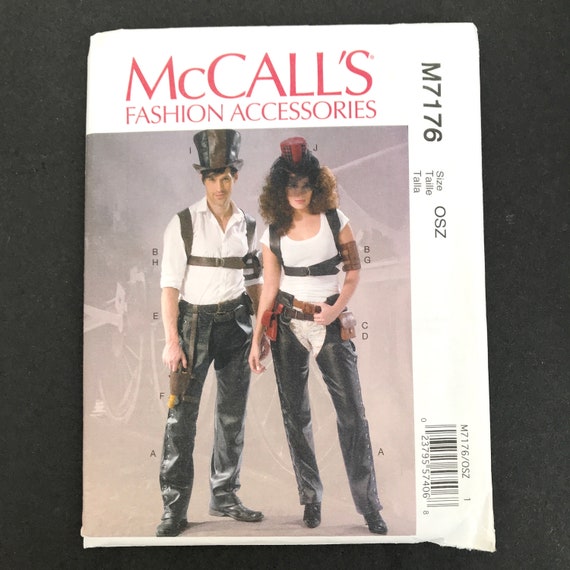 McCALL'S®
FASHION ACCESSORIES
M7176
Size
Taille
Talla
OSZ
I
J
B
H
B
G
E
C
D
F
A
A
M7176/OSZ
1
0 23795 57406 8